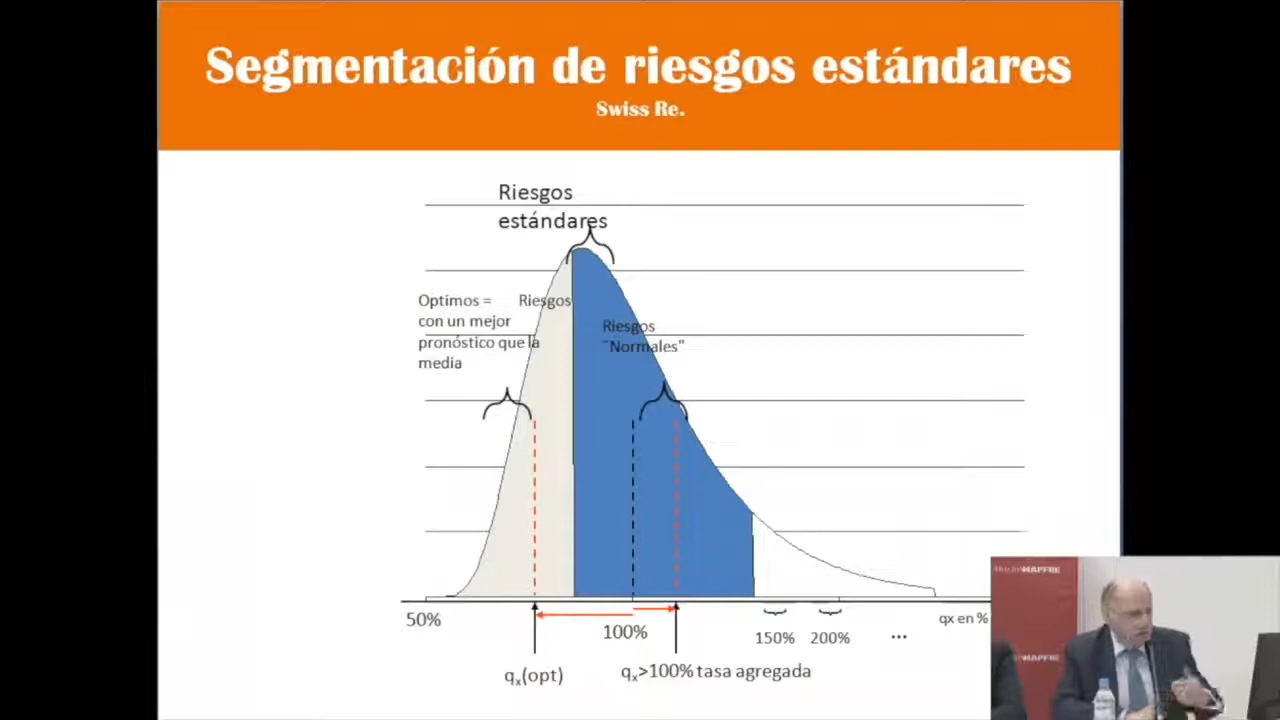 Segmentación de riesgos estándares
Swiss Re.
Riesgos
estándares
Optimos = Riesgos
con un mejor
pronóstico que la
media
Riesgos
¨Normales"
50%
100%
150%
200%
...
qx en %
qx(opt)
qx>100% tasa agregada
MAPFRE
MAPFRE